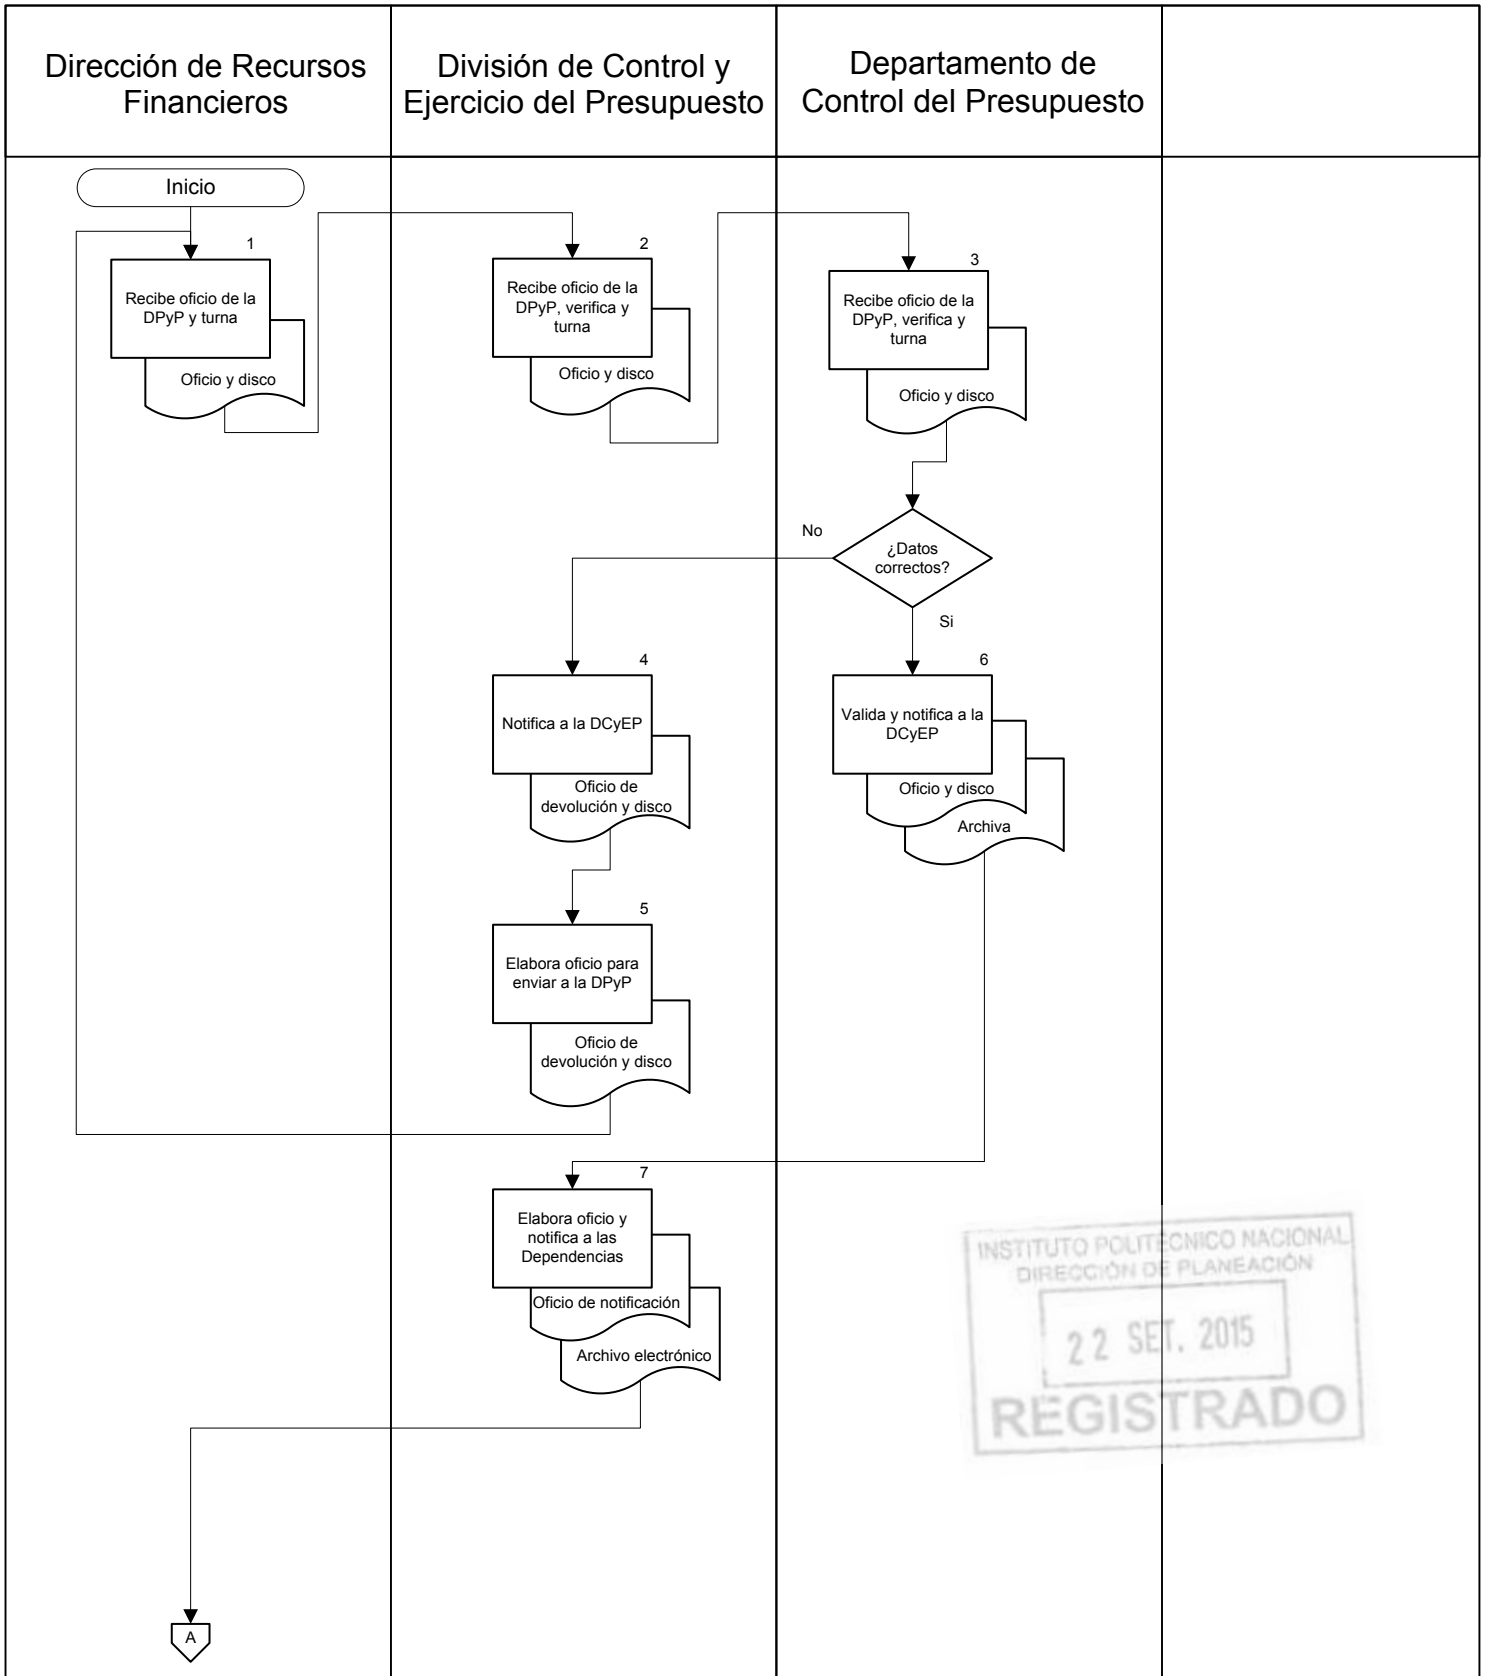 Dirección de Recursos
Financieros
División de Control y
Ejercicio del Presupuesto
Departamento de
Control del Presupuesto
Inicio
1
Recibe oficio de la
DPyP y turna
Oficio y disco
2
Recibe oficio de la
DPyP, verifica y
turna
Oficio y disco
3
Recibe oficio de la
DPyP, verifica y
turna
Oficio y disco
¿Datos
correctos?
No
Si
4
Notifica a la DCyEP
Oficio de
devolución y disco
6
Valida y notifica a la
DCyEP
Oficio y disco
Archiva
5
Elabora oficio para
enviar a la DPyP
Oficio de
devolución y disco
7
Elabora oficio y
notifica a las
Dependencias
Oficio de notificación
Archivo electrónico
INSTITUTO POLITÉCNICO NACIONAL
DIRECCIÓN DE PLANEACIÓN
22 SET. 2015
REGISTRADO
A